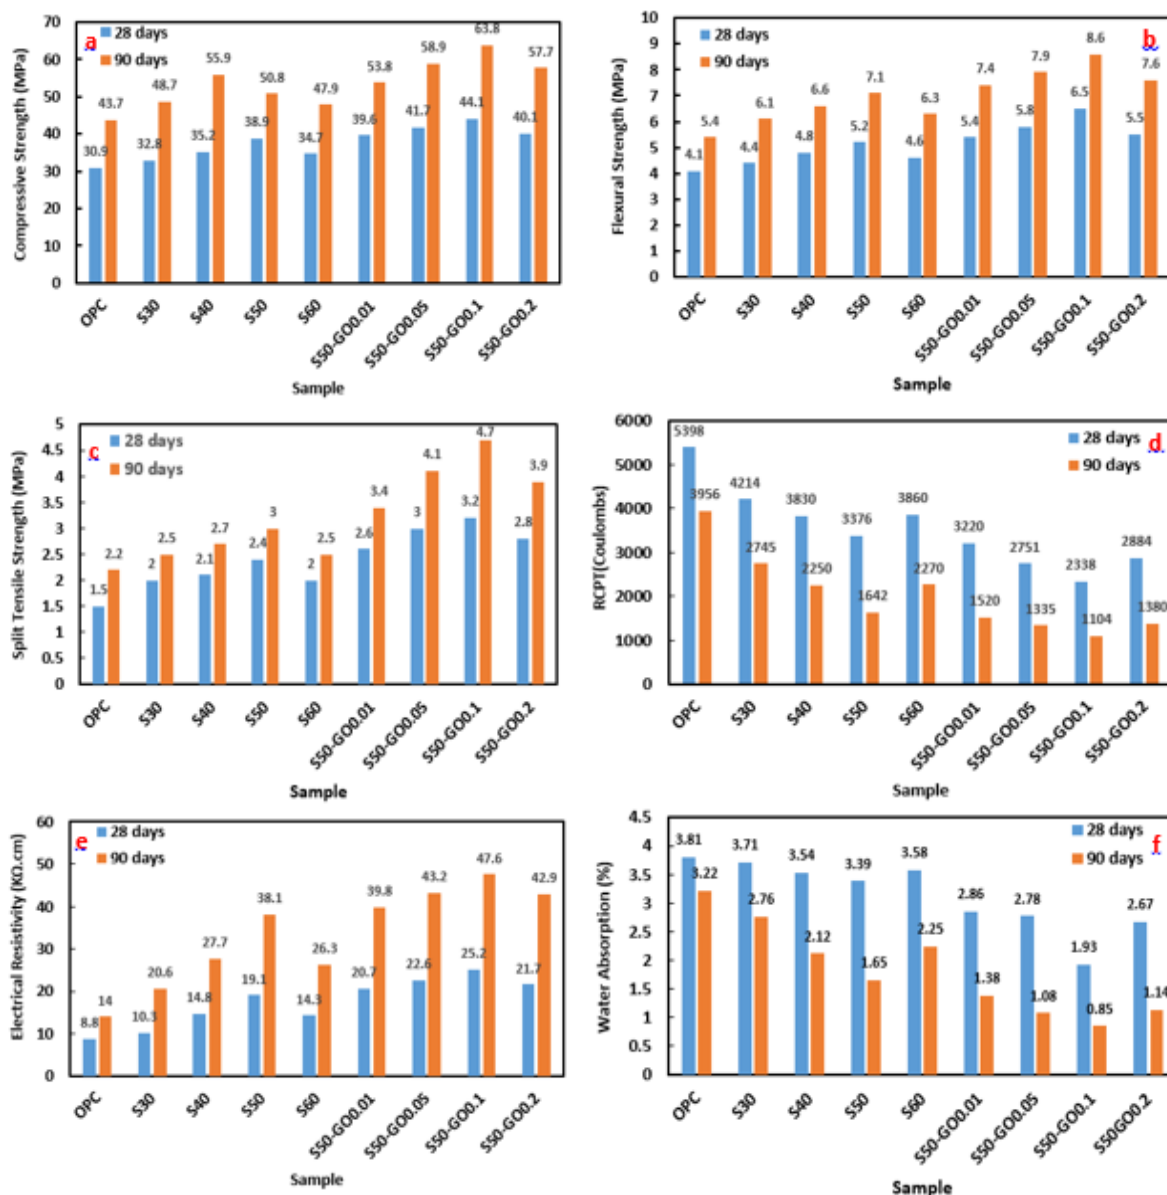 a
28 days
90 days
Compressive Strength (MPa)
70
60
50
40
30
20
10
0
30.9 43.7 32.8 48.7 35.2 55.9 38.9 50.8 34.7 47.9 39.6 53.8 41.7 58.9 44.1 63.8 40.1 57.7
OPC S30 S40 S50 S60 S50-GO0.01 S50-GO0.05 S50-GO0.1 S50-GO0.2
Sample
b
28 days
90 days
Flexural Strength (MPa)
10
9
8
7
6
5
4
3
2
1
0
4.1 5.4 4.4 6.1 4.8 6.6 5.2 7.1 4.6 6.3 5.4 7.4 5.8 7.9 6.5 8.6 5.5 7.6
OPC S30 S40 S50 S60 S50-GO0.01 S50-GO0.05 S50-GO0.1 S50-GO0.2
Sample
c
28 days
90 days
Split Tensile Strength (MPa)
5
4.5
4
3.5
3
2.5
2
1.5
1
0.5
0
1.5 2.2 2 2.5 2.1 2.7 2.4 3 2 2.5 2.6 3.4 3 4.1 3.2 4.7 2.8 3.9
OPC S30 S40 S50 S60 S50-GO0.01 S50-GO0.05 S50-GO0.1 S50-GO0.2
Sample
d
28 days
90 days
RCPT(Coulombs)
6000
5000
4000
3000
2000
1000
0
5398 3956 4214 2745 3830 2250 3376 1642 3860 2270 3220 1520 2751 1335 2338 1104 2884 1380
OPC S30 S40 S50 S60 S50-GO0.01 S50-GO0.05 S50-GO0.1 S50-GO0.2
Sample
e
28 days
90 days
Electrical Resistivity (KΩ.cm)
60
50
40
30
20
10
0
8.8 14 10.3 20.6 14.8 27.7 19.1 38.1 14.3 26.3 20.7 39.8 22.6 43.2 25.2 47.6 21.7 42.9
OPC S30 S40 S50 S60 S50-GO0.01 S50-GO0.05 S50-GO0.1 S50-GO0.2
Sample
f
28 days
90 days
Water Absorption (%)
4.5
4
3.5
3
2.5
2
1.5
1
0.5
0
3.81 3.22 3.71 2.76 3.54 2.12 3.39 1.65 3.58 2.25 2.86 1.38 2.78 1.08 1.93 0.85 2.67 1.14
OPC S30 S40 S50 S60 S50-GO0.01 S50-GO0.05 S50-GO0.1 S50GO0.2
Sample